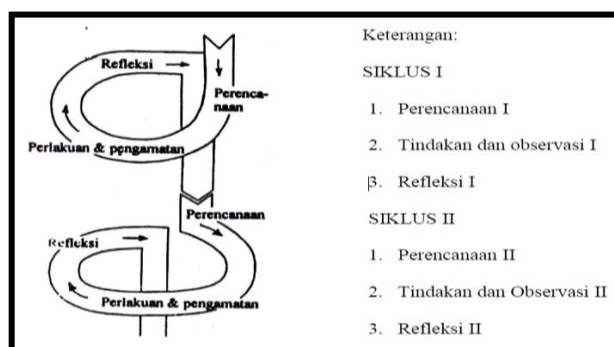 Refleksi
Perenca-
naan
Perlakuan & pengamatan
Perencanaan
Refleksi
Perlakuan & pengamatan
Keterangan:
SIKLUS I
1. Perencanaan I
2. Tindakan dan observasi I
3. Refleksi I
SIKLUS II
1. Perencanaan II
2. Tindakan dan Observasi II
3. Refleksi II